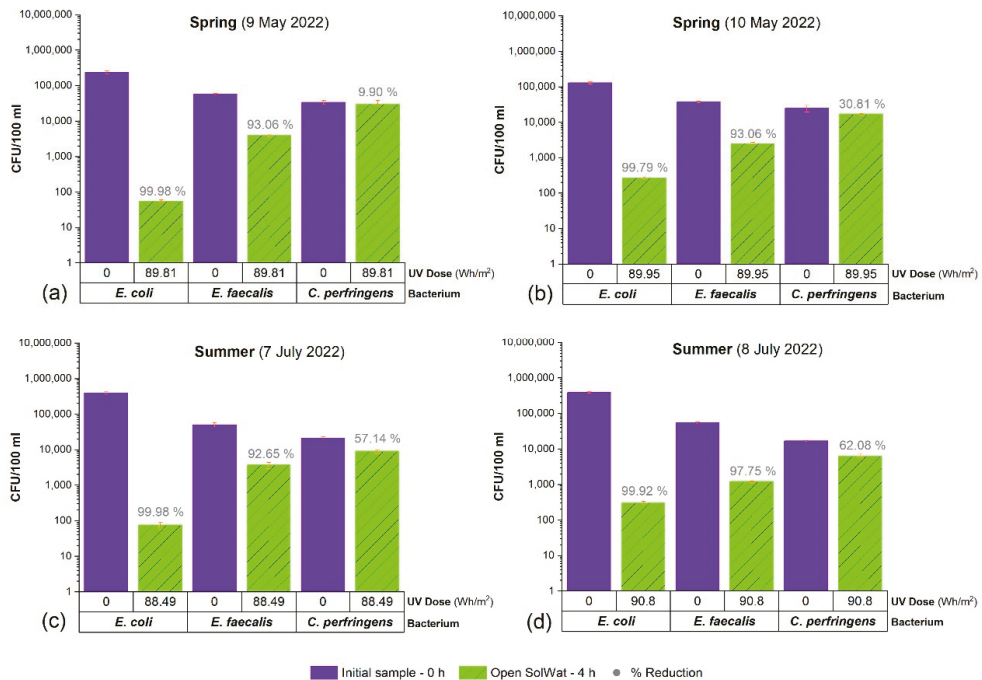 Spring (9 May 2022)
10,000,000
1,000,000
100,000
10,000
1,000
100
10
1
CFU/100 ml
99.98 %
93.06 %
9.90 %
0 89.81 0 89.81 0 89.81 UV Dose (Wh/m²)
E. coli E. faecalis C. perfringens Bacterium
(a)
Spring (10 May 2022)
10,000,000
1,000,000
100,000
10,000
1,000
100
10
1
CFU/100 ml
99.79 %
93.06 %
30.81 %
0 89.95 0 89.95 0 89.95 UV Dose (Wh/m²)
E. coli E. faecalis C. perfringens Bacterium
(b)
Summer (7 July 2022)
10,000,000
1,000,000
100,000
10,000
1,000
100
10
1
CFU/100 ml
99.98 %
92.65 %
57.14 %
0 88.49 0 88.49 0 88.49 UV Dose (Wh/m²)
E. coli E. faecalis C. perfringens Bacterium
(c)
Summer (8 July 2022)
10,000,000
1,000,000
100,000
10,000
1,000
100
10
1
CFU/100 ml
99.92 %
97.75 %
62.08 %
0 90.8 0 90.8 0 90.8 UV Dose (Wh/m²)
E. coli E. faecalis C. perfringens Bacterium
(d)
Initial sample - 0 h Open SolWat - 4 h % Reduction